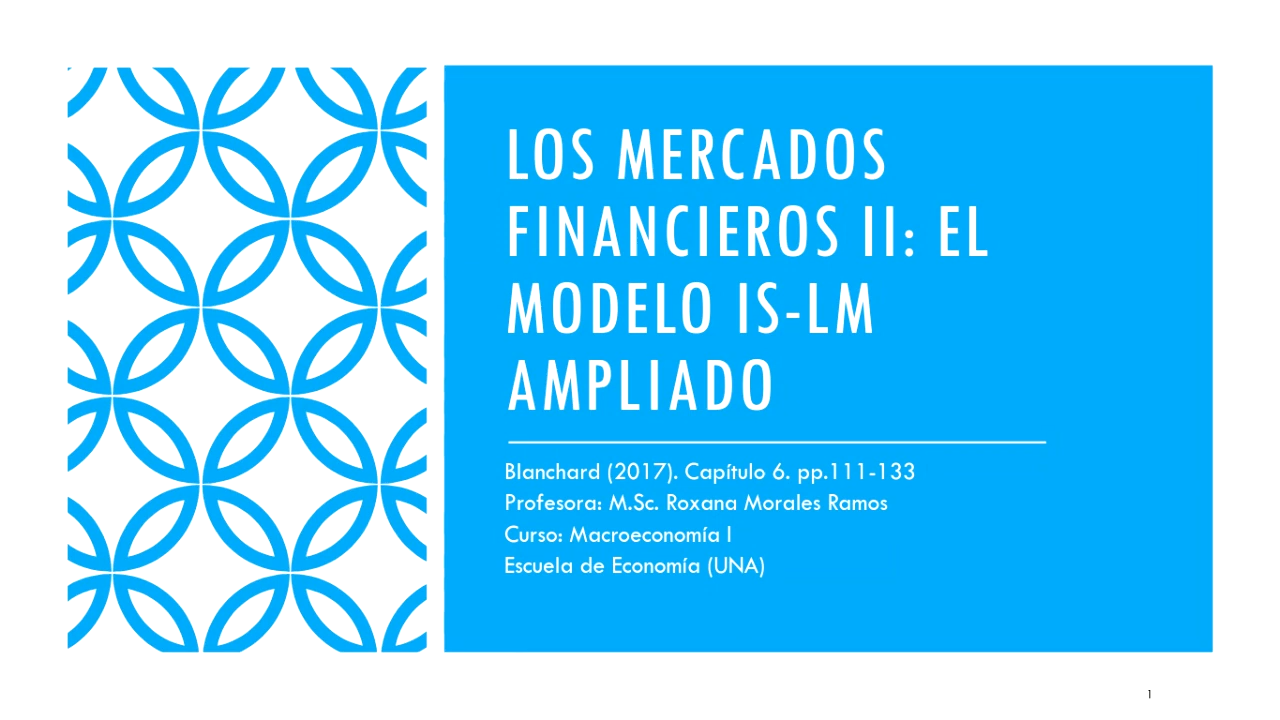 LOS MERCADOS
FINANCIEROS II: EL
MODELO IS-LM
AMPLIADO
Blanchard (2017). Capítulo 6. pp.111-133
Profesora: M.Sc. Roxana Morales Ramos
Curso: Macroeconomía I
Escuela de Economía (UNA)
1